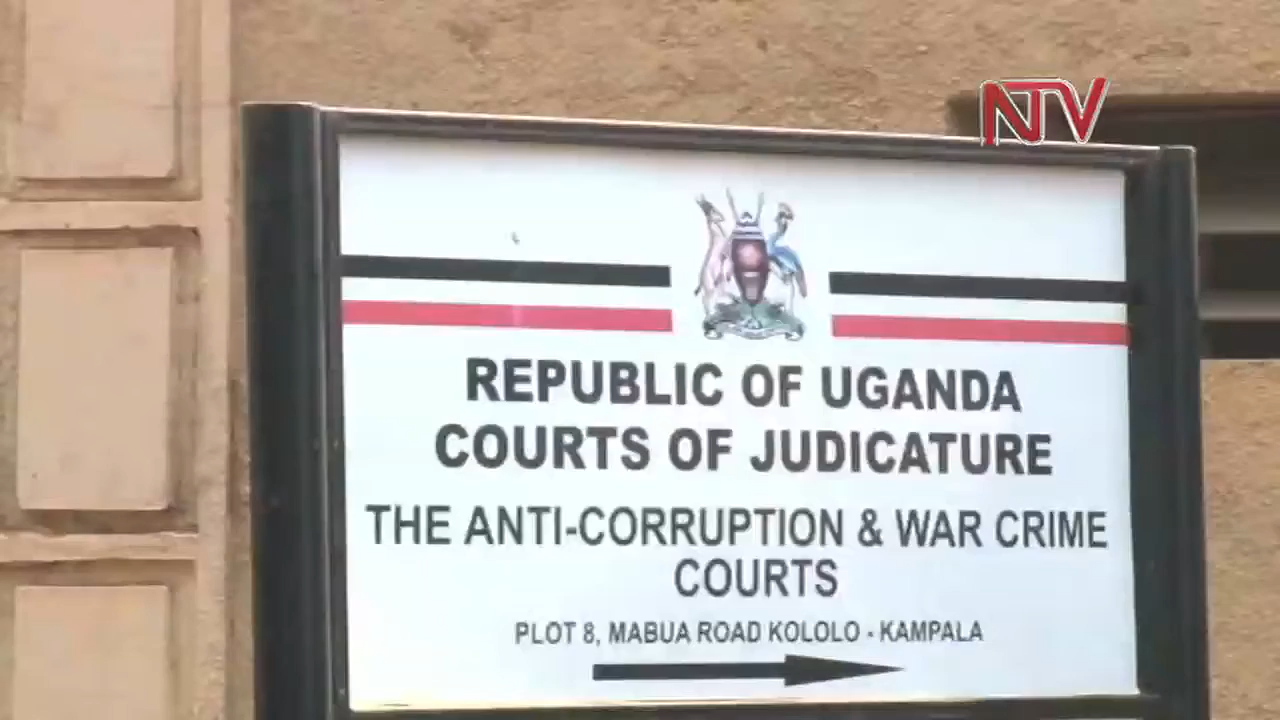 NTV
REPUBLIC OF UGANDA
COURTS OF JUDICATURE
THE ANTI-CORRUPTION & WAR CRIME
COURTS
PLOT 8, MABUA ROAD KOLOLO - KAMPALA